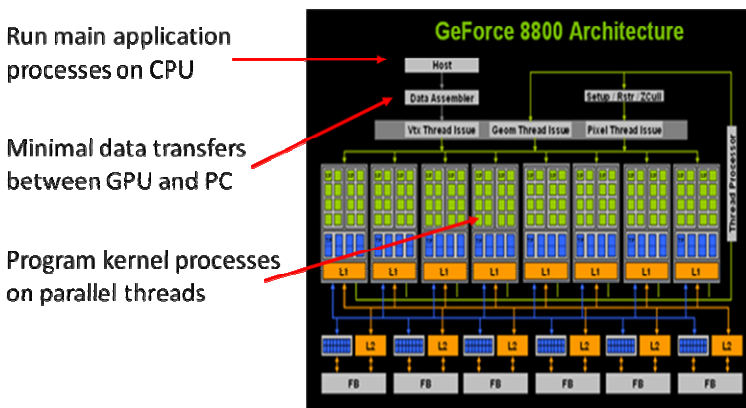 Run main application
processes on CPU
Minimal data transfers
between GPU and PC
Program kernel processes
on parallel threads
GeForce 8800 Architecture
Host
Data Assembler
Setup / Rstr / ZCull
Vtx Thread Issue
Geom Thread Issue
Pixel Thread Issue
Thread Processor
L1
L1
L1
L1
L1
L1
L1
L1
L2
L2
L2
L2
L2
L2
FB
FB
FB
FB
FB
FB